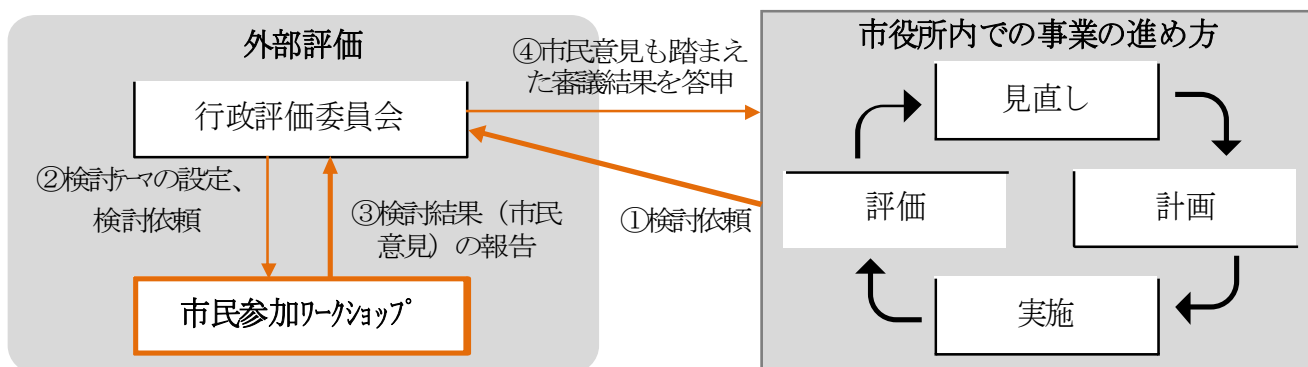 外部評価
行政評価委員会
②検討ﾃｰﾏの設定、
検討依頼
③検討結果（市民
意見）の報告
市民参加ﾜｰｸｼｮｯﾌﾟ
④市民意見も踏まえ
た審議結果を答申
①検討依頼
市役所内での事業の進め方
見直し
評価
計画
実施